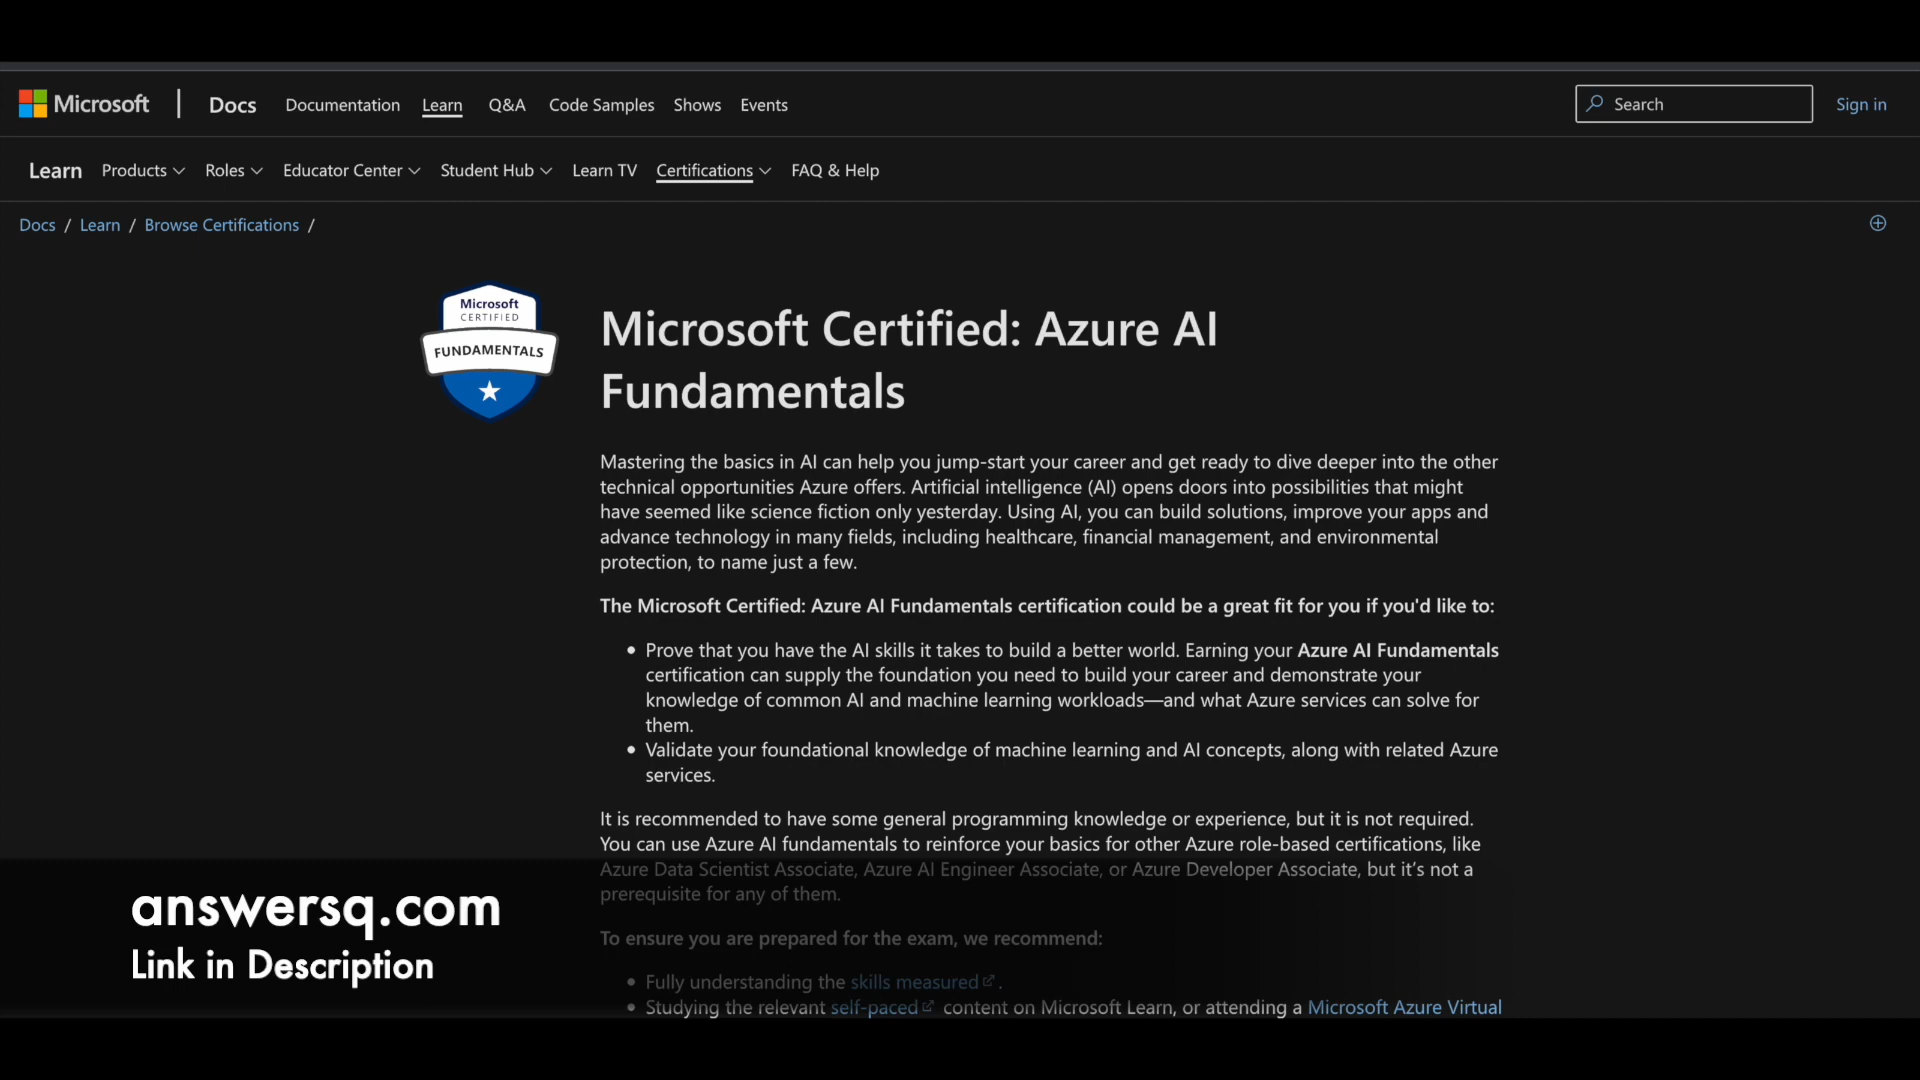 Microsoft Docs Documentation Learn Q&A Code Samples Shows Events Search Sign in
Learn Products Roles Educator Center Student Hub Learn TV Certifications FAQ & Help
Docs / Learn / Browse Certifications /
Microsoft
CERTIFIED
FUNDAMENTALS
Microsoft Certified: Azure AI
Fundamentals
Mastering the basics in AI can help you jump-start your career and get ready to dive deeper into the other
technical opportunities Azure offers. Artificial intelligence (AI) opens doors into possibilities that might
have seemed like science fiction only yesterday. Using AI, you can build solutions, improve your apps and
advance technology in many fields, including healthcare, financial management, and environmental
protection, to name just a few.
The Microsoft Certified: Azure AI Fundamentals certification could be a great fit for you if you'd like to:
• Prove that you have the AI skills it takes to build a better world. Earning your Azure AI Fundamentals
certification can supply the foundation you need to build your career and demonstrate your
knowledge of common AI and machine learning workloads—and what Azure services can solve for
them.
• Validate your foundational knowledge of machine learning and AI concepts, along with related Azure
services.
It is recommended to have some general programming knowledge or experience, but it is not required.
You can use Azure AI fundamentals to reinforce your basics for other Azure role-based certifications, like
Azure Data Scientist Associate, Azure AI Engineer Associate, or Azure Developer Associate, but it’s not a
prerequisite for any of them.
To ensure you are prepared for the exam, we recommend:
• Fully understanding the skills measured .
• Studying the relevant self-paced content on Microsoft Learn, or attending a Microsoft Azure Virtual
answersq.com
Link in Description